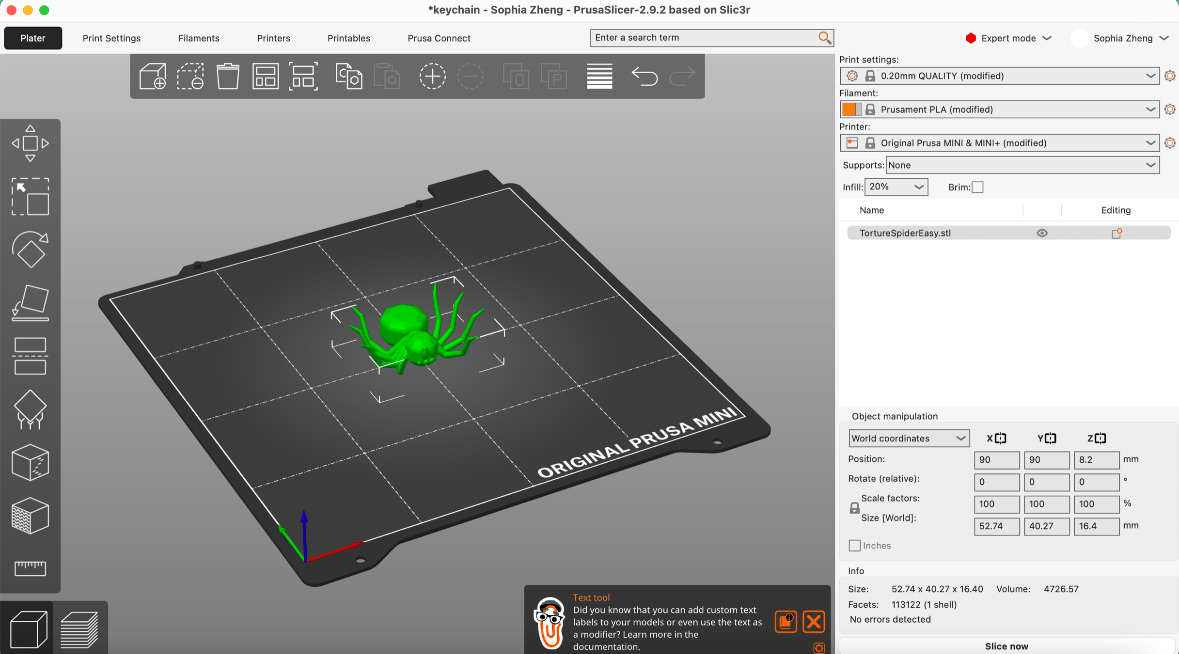 *keychain - Sophia Zheng - PrusaSlicer-2.9.2 based on Slic3r
Plater Print Settings Filaments Printers Printables Prusa Connect Enter a search term Expert mode Sophia Zheng
Print settings:
0.20mm QUALITY (modified)
Filament:
Prusament PLA (modified)
Printer:
Original Prusa MINI & MINI+ (modified)
Supports: None
Infill: 20% Brim:
Name Editing
TortureSpiderEasy.stl
ORIGINAL PRUSA MINI
Object manipulation
World coordinates X Y Z
Position: 90 90 8.2 mm
Rotate (relative): 0 0 0 °
Scale factors: 100 100 100 %
Size [World]: 52.74 40.27 16.4 mm
Inches
Info
Size: 52.74 x 40.27 x 16.40 Volume: 4726.57
Facets: 113122 (1 shell)
No errors detected
Slice now
Text tool
Did you know that you can add custom text
labels to your models or even use the text as
a modifier? Learn more in the
documentation.